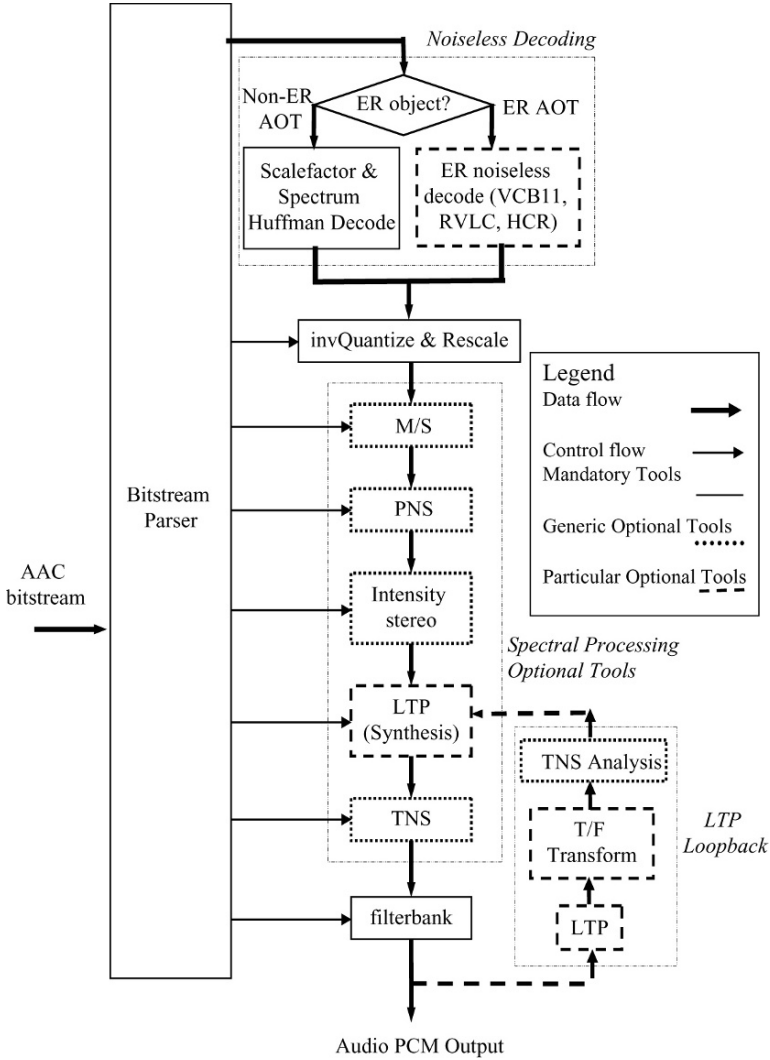 Noiseless Decoding
ER object?
Non-ER
AOT
ER AOT
Scalefactor &
Spectrum
Huffman Decode
ER noiseless
decode (VCB11,
RVLC, HCR)
invQuantize & Rescale
M/S
PNS
Intensity
stereo
LTP
(Synthesis)
TNS
filterbank
Audio PCM Output
Bitstream
Parser
AAC
bitstream
Legend
Data flow
Control flow
Mandatory Tools
Generic Optional Tools
Particular Optional Tools
Spectral Processing
Optional Tools
TNS Analysis
T/F
Transform
LTP
LTP
Loopback